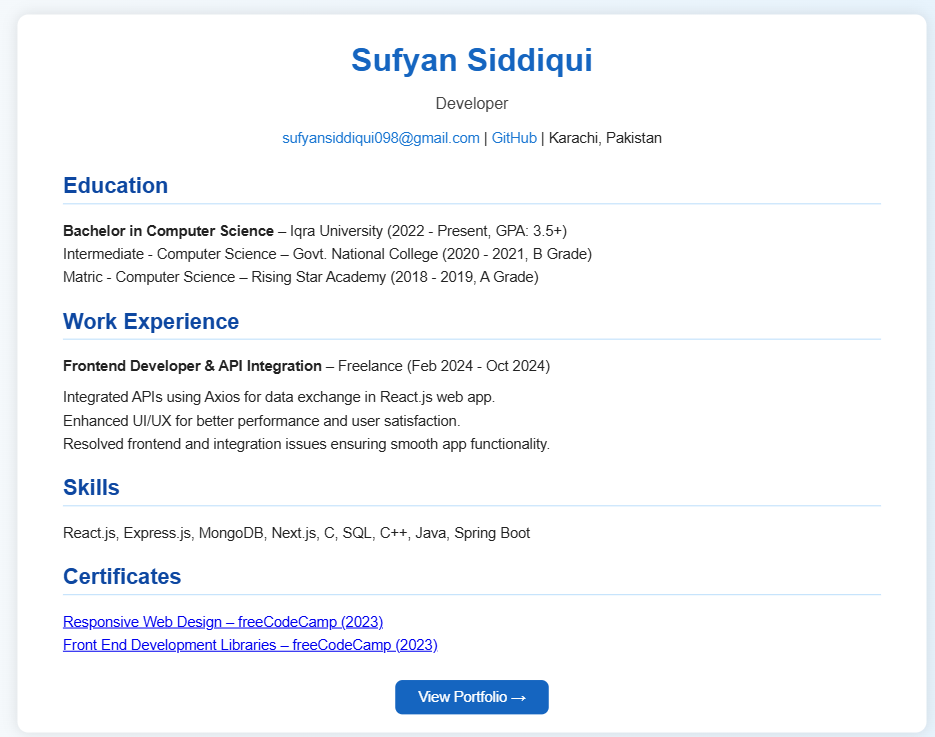 Sufyan Siddiqui
Developer
sufyansiddiqui098@gmail.com | GitHub | Karachi, Pakistan
Education
Bachelor in Computer Science – Iqra University (2022 - Present, GPA: 3.5+)
Intermediate - Computer Science – Govt. National College (2020 - 2021, B Grade)
Matric - Computer Science – Rising Star Academy (2018 - 2019, A Grade)
Work Experience
Frontend Developer & API Integration – Freelance (Feb 2024 - Oct 2024)
Integrated APIs using Axios for data exchange in React.js web app.
Enhanced UI/UX for better performance and user satisfaction.
Resolved frontend and integration issues ensuring smooth app functionality.
Skills
React.js, Express.js, MongoDB, Next.js, C, SQL, C++, Java, Spring Boot
Certificates
Responsive Web Design – freeCodeCamp (2023)
Front End Development Libraries – freeCodeCamp (2023)
View Portfolio →